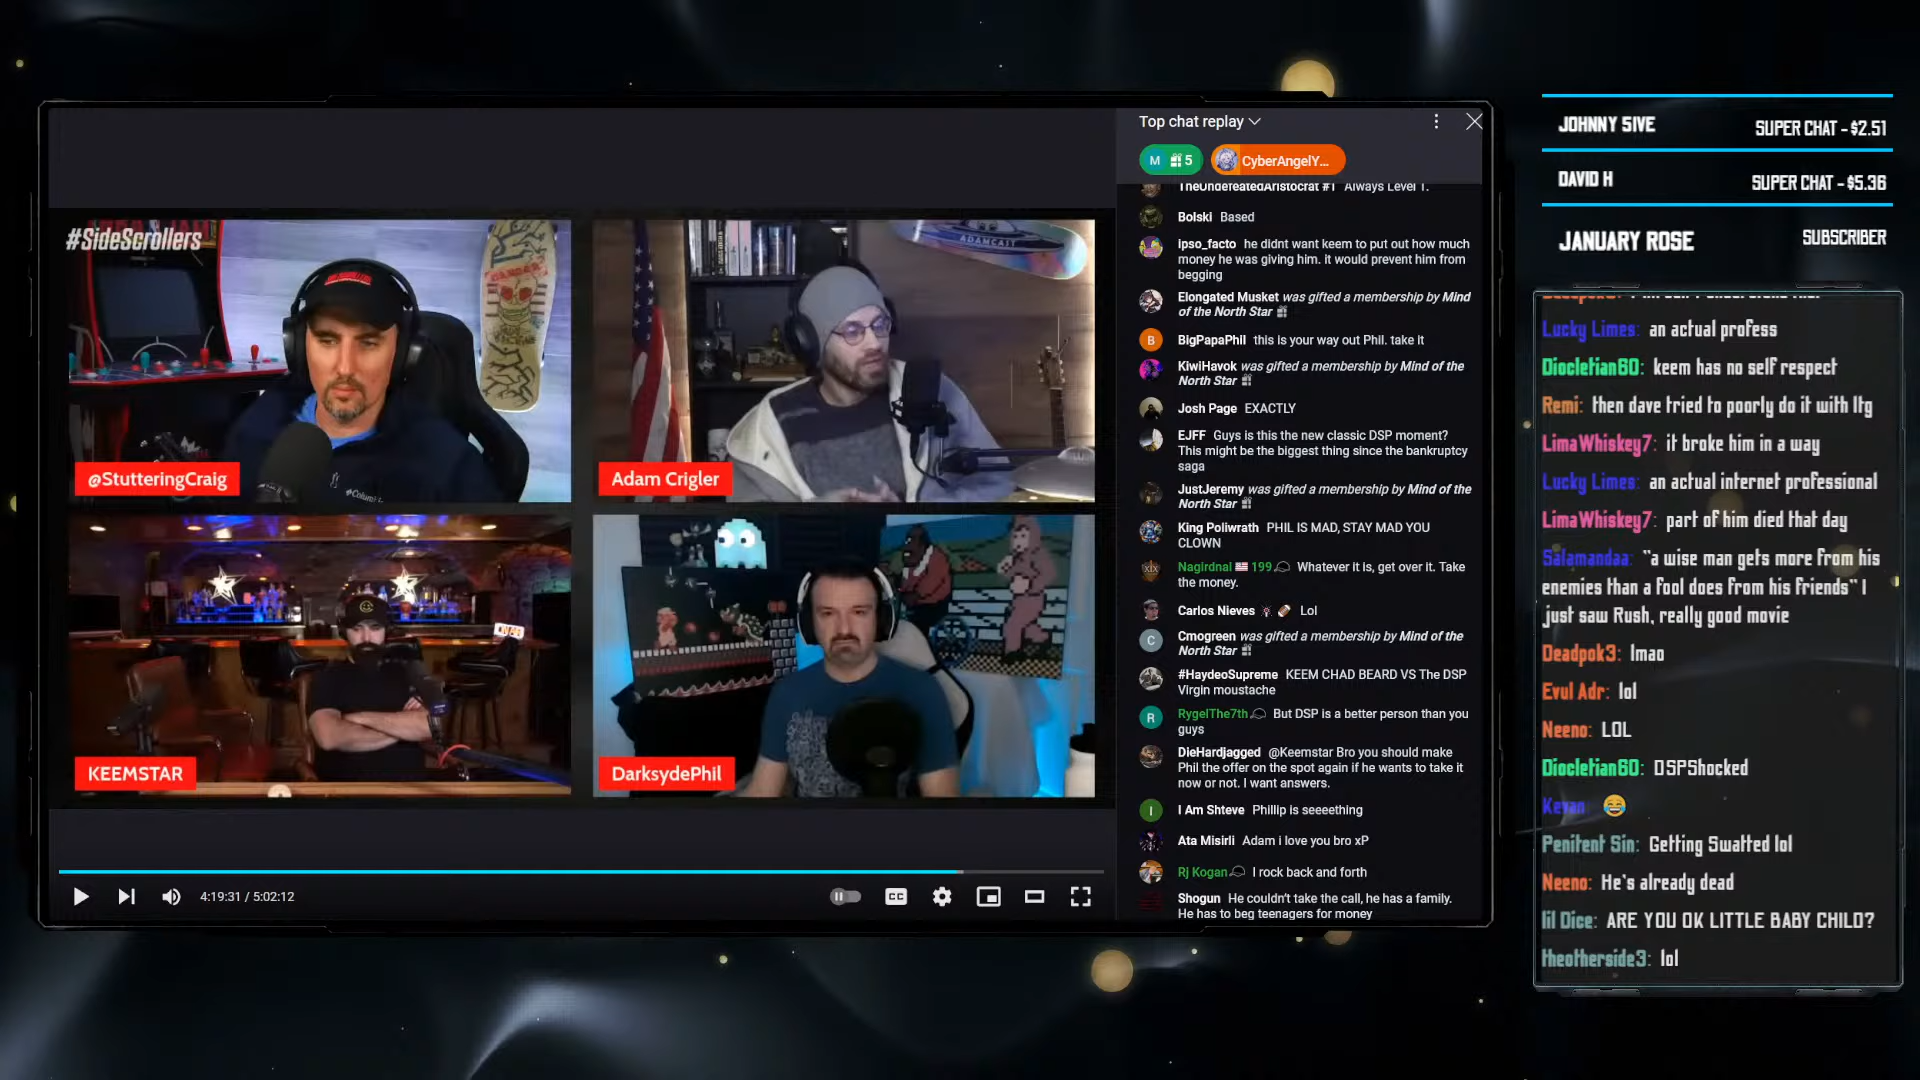 #SideScrollers
ADAMCAST
@StutteringCraig
Adam Crigler
KEEMSTAR
DarksydePhil
4:19:31 / 5:02:12
CC
Top chat replay
M 5 CyberAngelY...
TheUndefeatedAristocrat #1 Always Level 1.
Bolski Based
ipso_facto he didnt want keem to put out how much
money he was giving him. it would prevent him from
begging
Elongated Musket was gifted a membership by Mind
of the North Star
B BigPapaPhil this is your way out Phil. take it
KiwiHavok was gifted a membership by Mind of the
North Star
Josh Page EXACTLY
EJFF Guys is this the new classic DSP moment?
This might be the biggest thing since the bankruptcy
saga
JustJeremy was gifted a membership by Mind of the
North Star
King Poliwrath PHIL IS MAD, STAY MAD YOU
CLOWN
Nagirdnal 🇺🇸 199 Whatever it is, get over it. Take
the money.
Carlos Nieves 🏈 Lol
C Cmogreen was gifted a membership by Mind of the
North Star
#HaydeoSupreme KEEM CHAD BEARD VS The DSP
Virgin moustache
R RygelThe7th But DSP is a better person than you
guys
DieHardjagged @Keemstar Bro you should make
Phil the offer on the spot again if he wants to take it
now or not. I want answers.
I I Am Shteve Phillip is seeeething
Ata Misirli Adam i love you bro xP
Rj Kogan I rock back and forth
Shogun He couldn't take the call, he has a family.
He has to beg teenagers for money
JOHNNY 5IVE SUPER CHAT - $2.51
DAVID H SUPER CHAT - $5.36
JANUARY ROSE SUBSCRIBER
Lucky Limes: an actual profess
Diocletian60: keem has no self respect
Remi: then dave tried to poorly do it with ltg
LimaWhiskey7: it broke him in a way
Lucky Limes: an actual internet professional
LimaWhiskey7: part of him died that day
Salamandaa: "a wise man gets more from his
enemies than a fool does from his friends" I
just saw Rush, really good movie
Deadpok3: lmao
Evul Adr: lol
Neeno: LOL
Diocletian60: DSPShocked
Kevan 😂
Penitent Sin: Getting Swatted lol
Neeno: He's already dead
lil Dice: ARE YOU OK LITTLE BABY CHILD?
theotherside3: lol